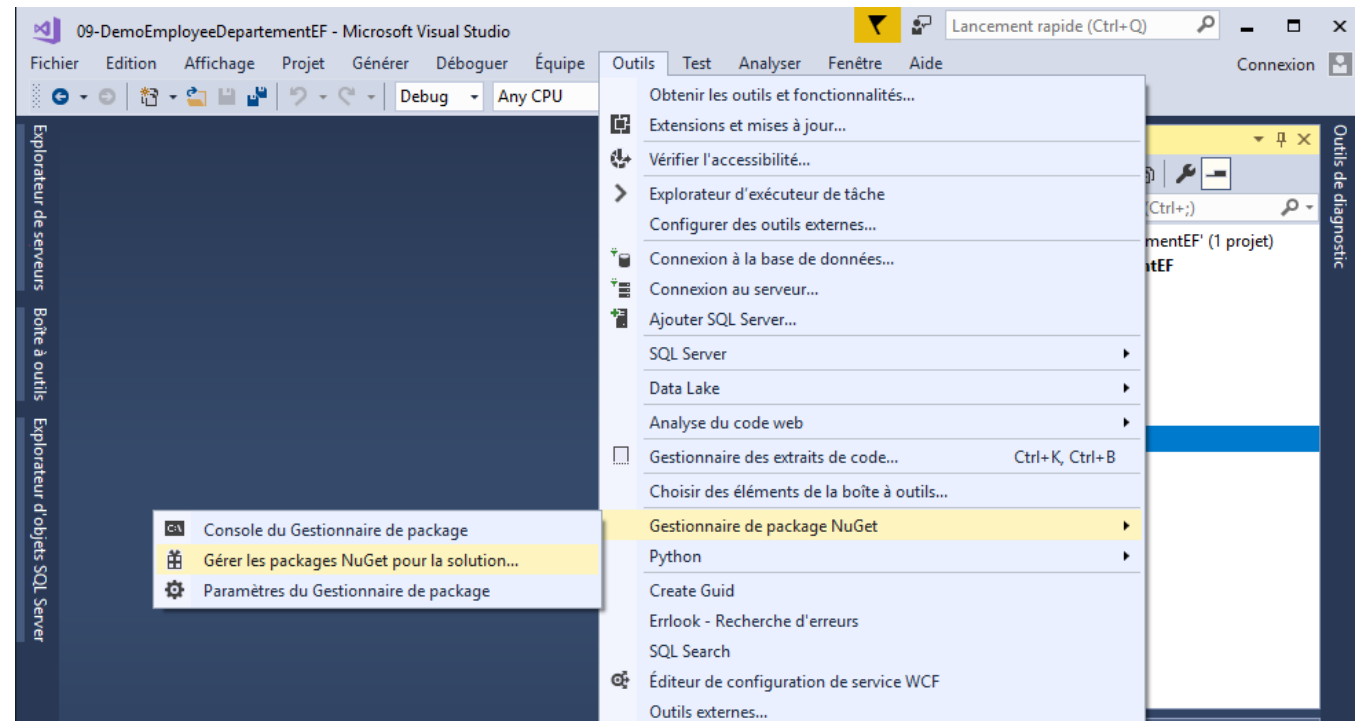 09-DemoEmployeeDepartementEF - Microsoft Visual Studio
Lancement rapide (Ctrl+Q)
Fichier Edition Affichage Projet Générer Déboguer Équipe Outils Test Analyser Fenêtre Aide
Connexion
Debug Any CPU
Explorateur de serveurs
Boîte à outils
Explorateur d'objets SQL Server
Obtenir les outils et fonctionnalités...
Extensions et mises à jour...
Vérifier l'accessibilité...
Explorateur d'exécuteur de tâche
Configurer des outils externes...
Connexion à la base de données...
Connexion au serveur...
Ajouter SQL Server...
SQL Server
Data Lake
Analyse du code web
Gestionnaire des extraits de code... Ctrl+K, Ctrl+B
Choisir des éléments de la boîte à outils...
Gestionnaire de package NuGet
Python
Create Guid
Errlook - Recherche d'erreurs
SQL Search
Éditeur de configuration de service WCF
Outils externes...
Console du Gestionnaire de package
Gérer les packages NuGet pour la solution...
Paramètres du Gestionnaire de package
(Ctrl+;)
mentEF' (1 projet)
ntEF
Outils de diagnostic